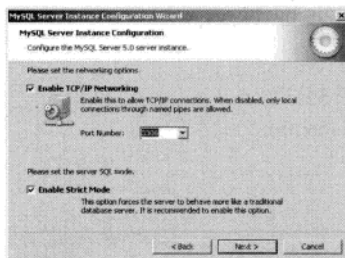 MySQL Server Instance Configuration Wizard
MySQL Server Instance Configuration
Configure the MySQL Server 5.0 server instance.
Please set the networking options.
Enable TCP/IP Networking
Enable this to allow TCP/IP connections. When disabled, only local
connections through named pipes are allowed.
Port Number:
Please set the server SQL mode.
Enable Strict Mode
This option forces the server to behave more like a traditional
database server. It is recommended to enable this option.
< Back
Next >
Cancel